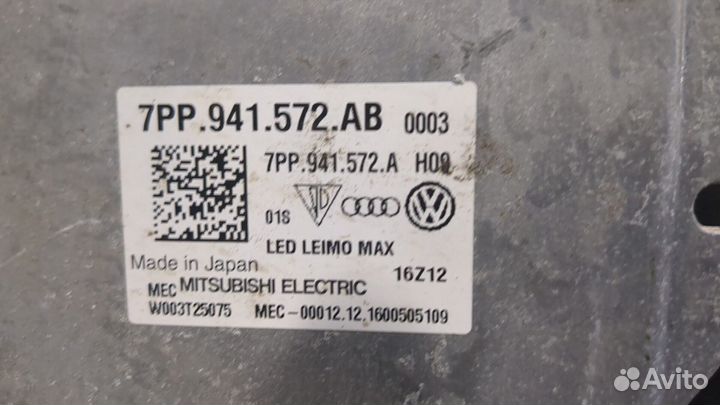 7PP.941.572.AB 0003
7PP.941.572.A H09
01S
LED LEIMO MAX
Made in Japan 16Z12
MEC MITSUBISHI ELECTRIC
W003T25075 MEC-00012.12.1600505109
Avito